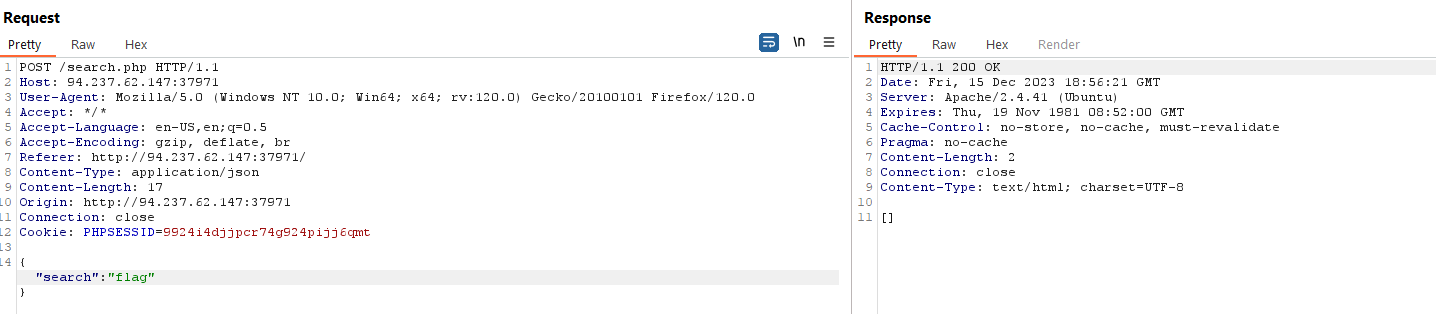 Request
Pretty Raw Hex \n
1 POST /search.php HTTP/1.1
2 Host: 94.237.62.147:37971
3 User-Agent: Mozilla/5.0 (Windows NT 10.0; Win64; x64; rv:120.0) Gecko/20100101 Firefox/120.0
4 Accept: */*
5 Accept-Language: en-US,en;q=0.5
6 Accept-Encoding: gzip, deflate, br
7 Referer: http://94.237.62.147:37971/
8 Content-Type: application/json
9 Content-Length: 17
10 Origin: http://94.237.62.147:37971
11 Connection: close
12 Cookie: PHPSESSID=9924i4djjpcr74g924pijj6qmt
13
14 {
"search":"flag"
}
Response
Pretty Raw Hex Render
1 HTTP/1.1 200 OK
2 Date: Fri, 15 Dec 2023 18:56:21 GMT
3 Server: Apache/2.4.41 (Ubuntu)
4 Expires: Thu, 19 Nov 1981 08:52:00 GMT
5 Cache-Control: no-store, no-cache, must-revalidate
6 Pragma: no-cache
7 Content-Length: 2
8 Connection: close
9 Content-Type: text/html; charset=UTF-8
10
11 []